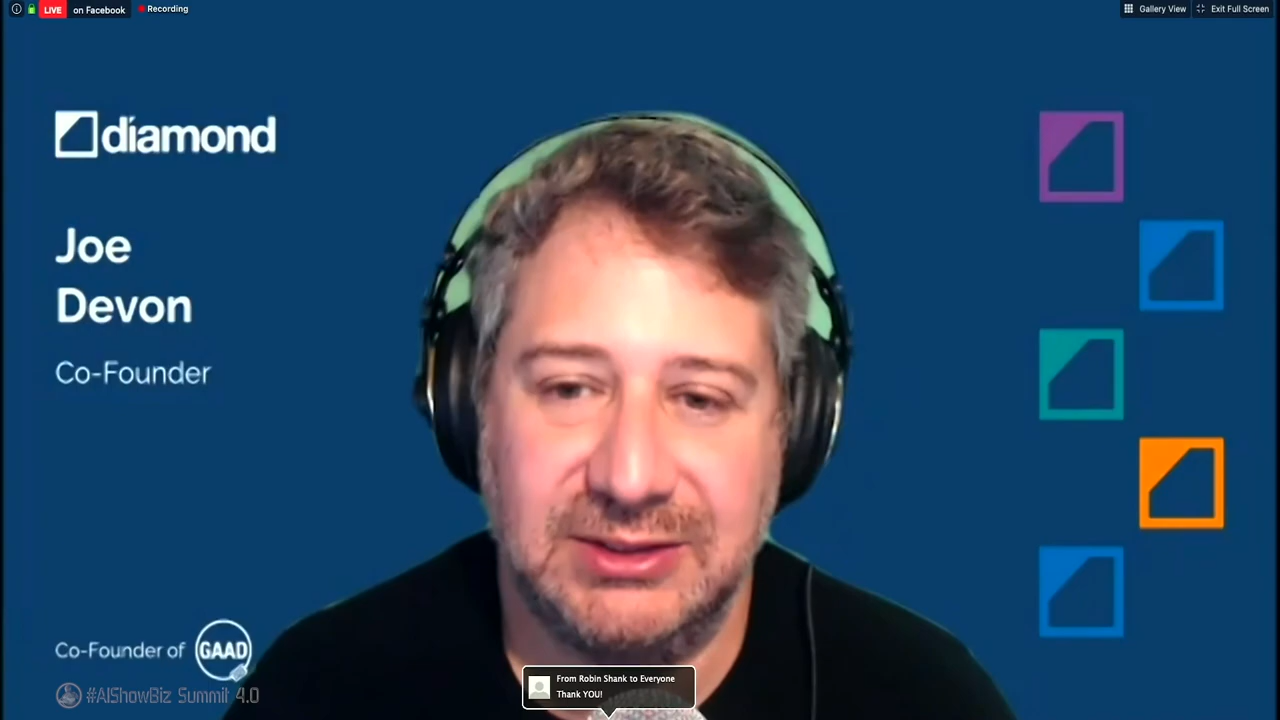 LIVE on Facebook Recording
Gallery View Exit Full Screen
diamond
Joe
Devon
Co-Founder
Co-Founder of GAAD
#AIShowBiz Summit 4.0
From Robin Shank to Everyone
Thank YOU!